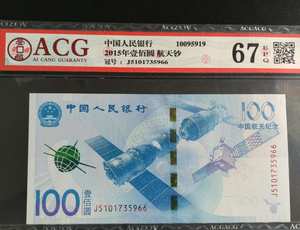 ACG
AI CANG GUARANTY
中国人民银行 10095919
2015年壹佰圆 航天钞
冠号: J5101735966
67
EPQ
中国人民银行
100
中国航天纪念
100 壹佰圆
J5101735966